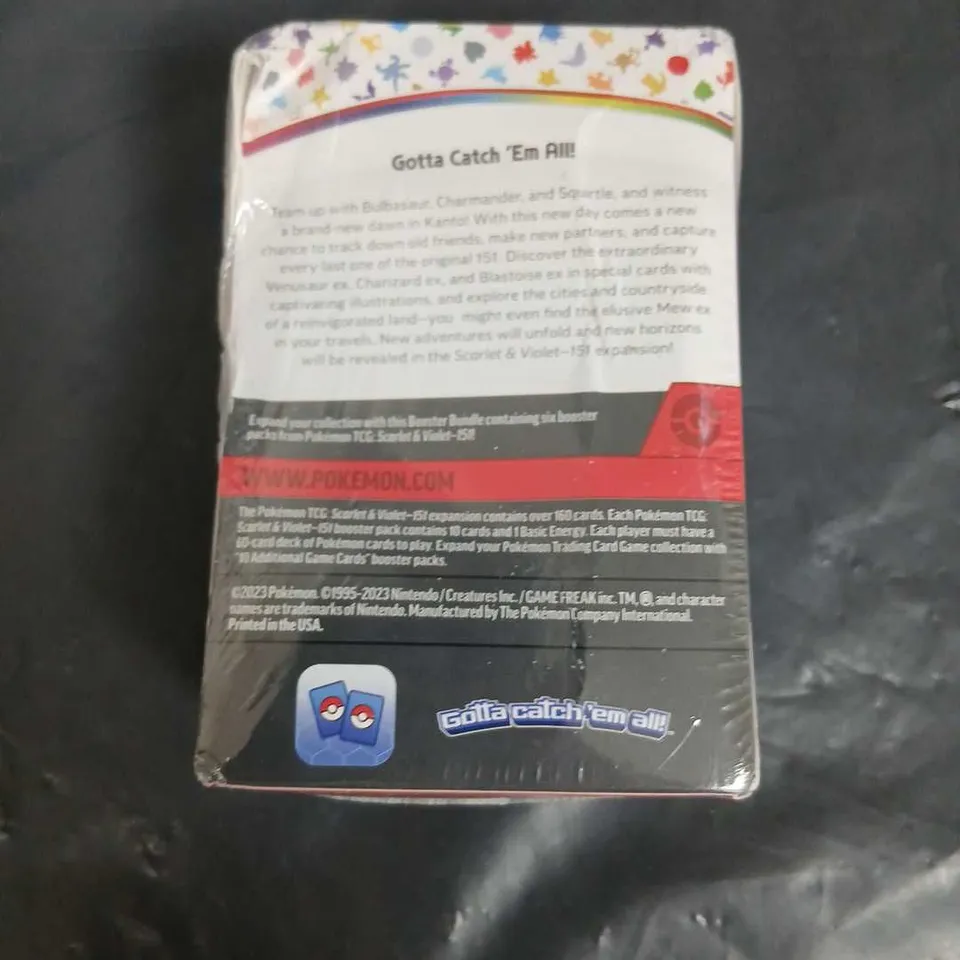 Gotta Catch 'Em All!
Team up with Bulbasaur, Charmander, and Squirtle, and witness
a brand-new dawn in Kanto! With this new day comes a new
chance to track down old friends, make new partners, and capture
every last one of the original 151. Discover the extraordinary
Venusaur ex, Charizard ex, and Blastoise ex in special cards with
captivating illustrations, and explore the cities and countryside
of a reinvigorated land—you might even find the elusive Mew ex
in your travels. New adventures will unfold and new horizons
will be revealed in the Scarlet & Violet—151 expansion!
Expand your collection with this Booster Bundle containing six booster
packs from Pokémon TCG: Scarlet & Violet—151!
WWW.POKEMON.COM
The Pokémon TCG: Scarlet & Violet—151 expansion contains over 160 cards. Each Pokémon TCG:
Scarlet & Violet—151 booster pack contains 10 cards and 1 Basic Energy. Each player must have a
60-card deck of Pokémon cards to play. Expand your Pokémon Trading Card Game collection with
"10 Additional Game Cards" booster packs.
©2023 Pokémon. ©1995–2023 Nintendo / Creatures Inc. / GAME FREAK inc. TM, ®, and character
names are trademarks of Nintendo. Manufactured by The Pokémon Company International.
Printed in the USA.
Gotta catch 'em all!™